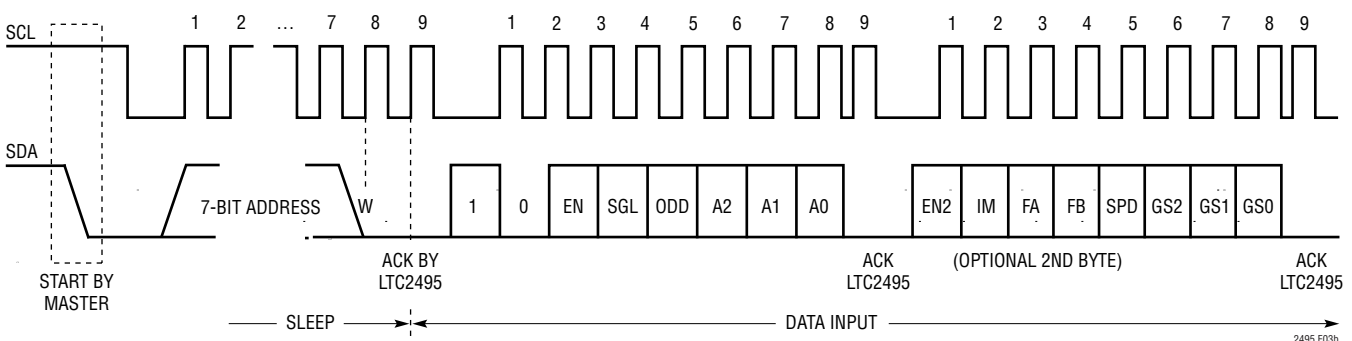 SCL
1 2 … 7 8 9 1 2 3 4 5 6 7 8 9 1 2 3 4 5 6 7 8 9
SDA
7-BIT ADDRESS W 1 0 EN SGL ODD A2 A1 A0 EN2 IM FA FB SPD GS2 GS1 GS0
START BY
MASTER
ACK BY
LTC2495
ACK
LTC2495
(OPTIONAL 2ND BYTE)
ACK
LTC2495
SLEEP DATA INPUT
2495 F03b